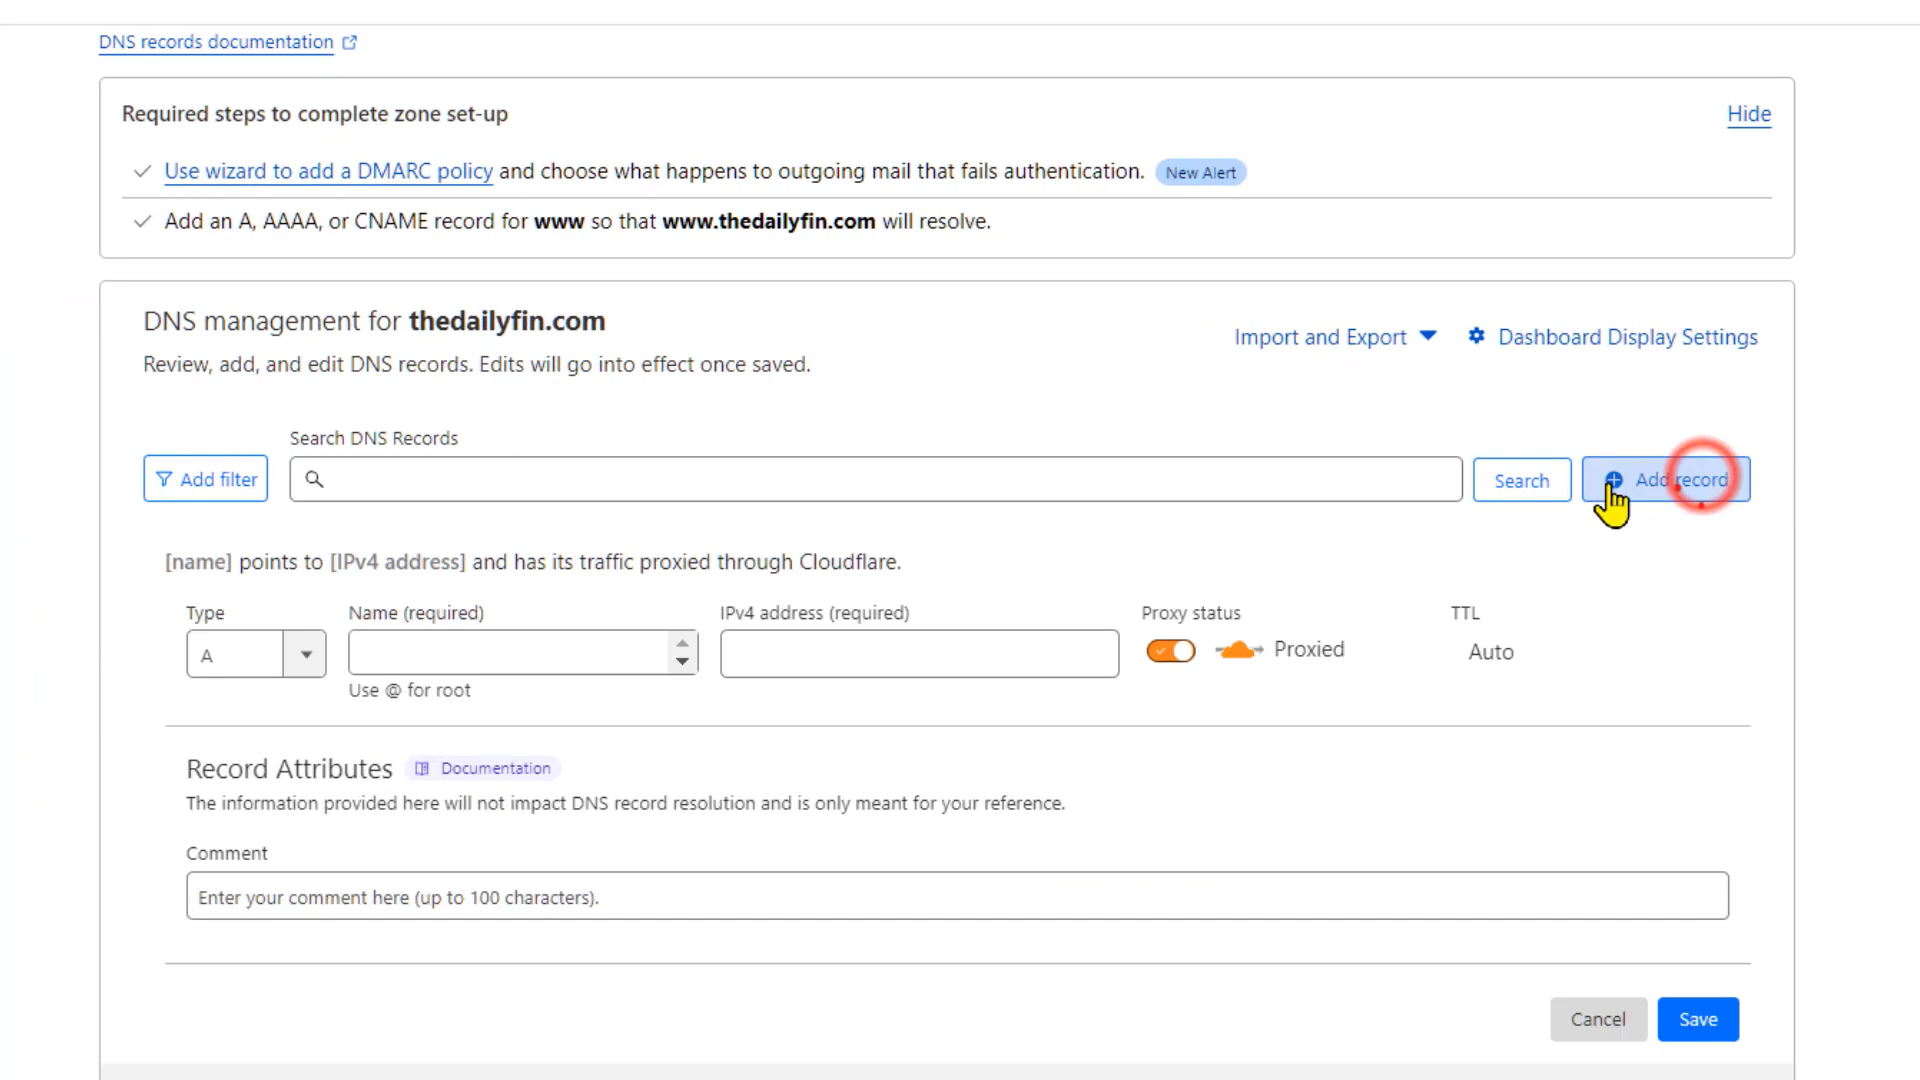 DNS records documentation
Required steps to complete zone set-up
Hide
Use wizard to add a DMARC policy and choose what happens to outgoing mail that fails authentication. New Alert
Add an A, AAAA, or CNAME record for www so that www.thedailyfin.com will resolve.
DNS management for thedailyfin.com
Import and Export Dashboard Display Settings
Review, add, and edit DNS records. Edits will go into effect once saved.
Search DNS Records
Add filter Search Add record
[name] points to [IPv4 address] and has its traffic proxied through Cloudflare.
Type Name (required) IPv4 address (required) Proxy status TTL
A Proxied Auto
Use @ for root
Record Attributes Documentation
The information provided here will not impact DNS record resolution and is only meant for your reference.
Comment
Enter your comment here (up to 100 characters).
Cancel Save